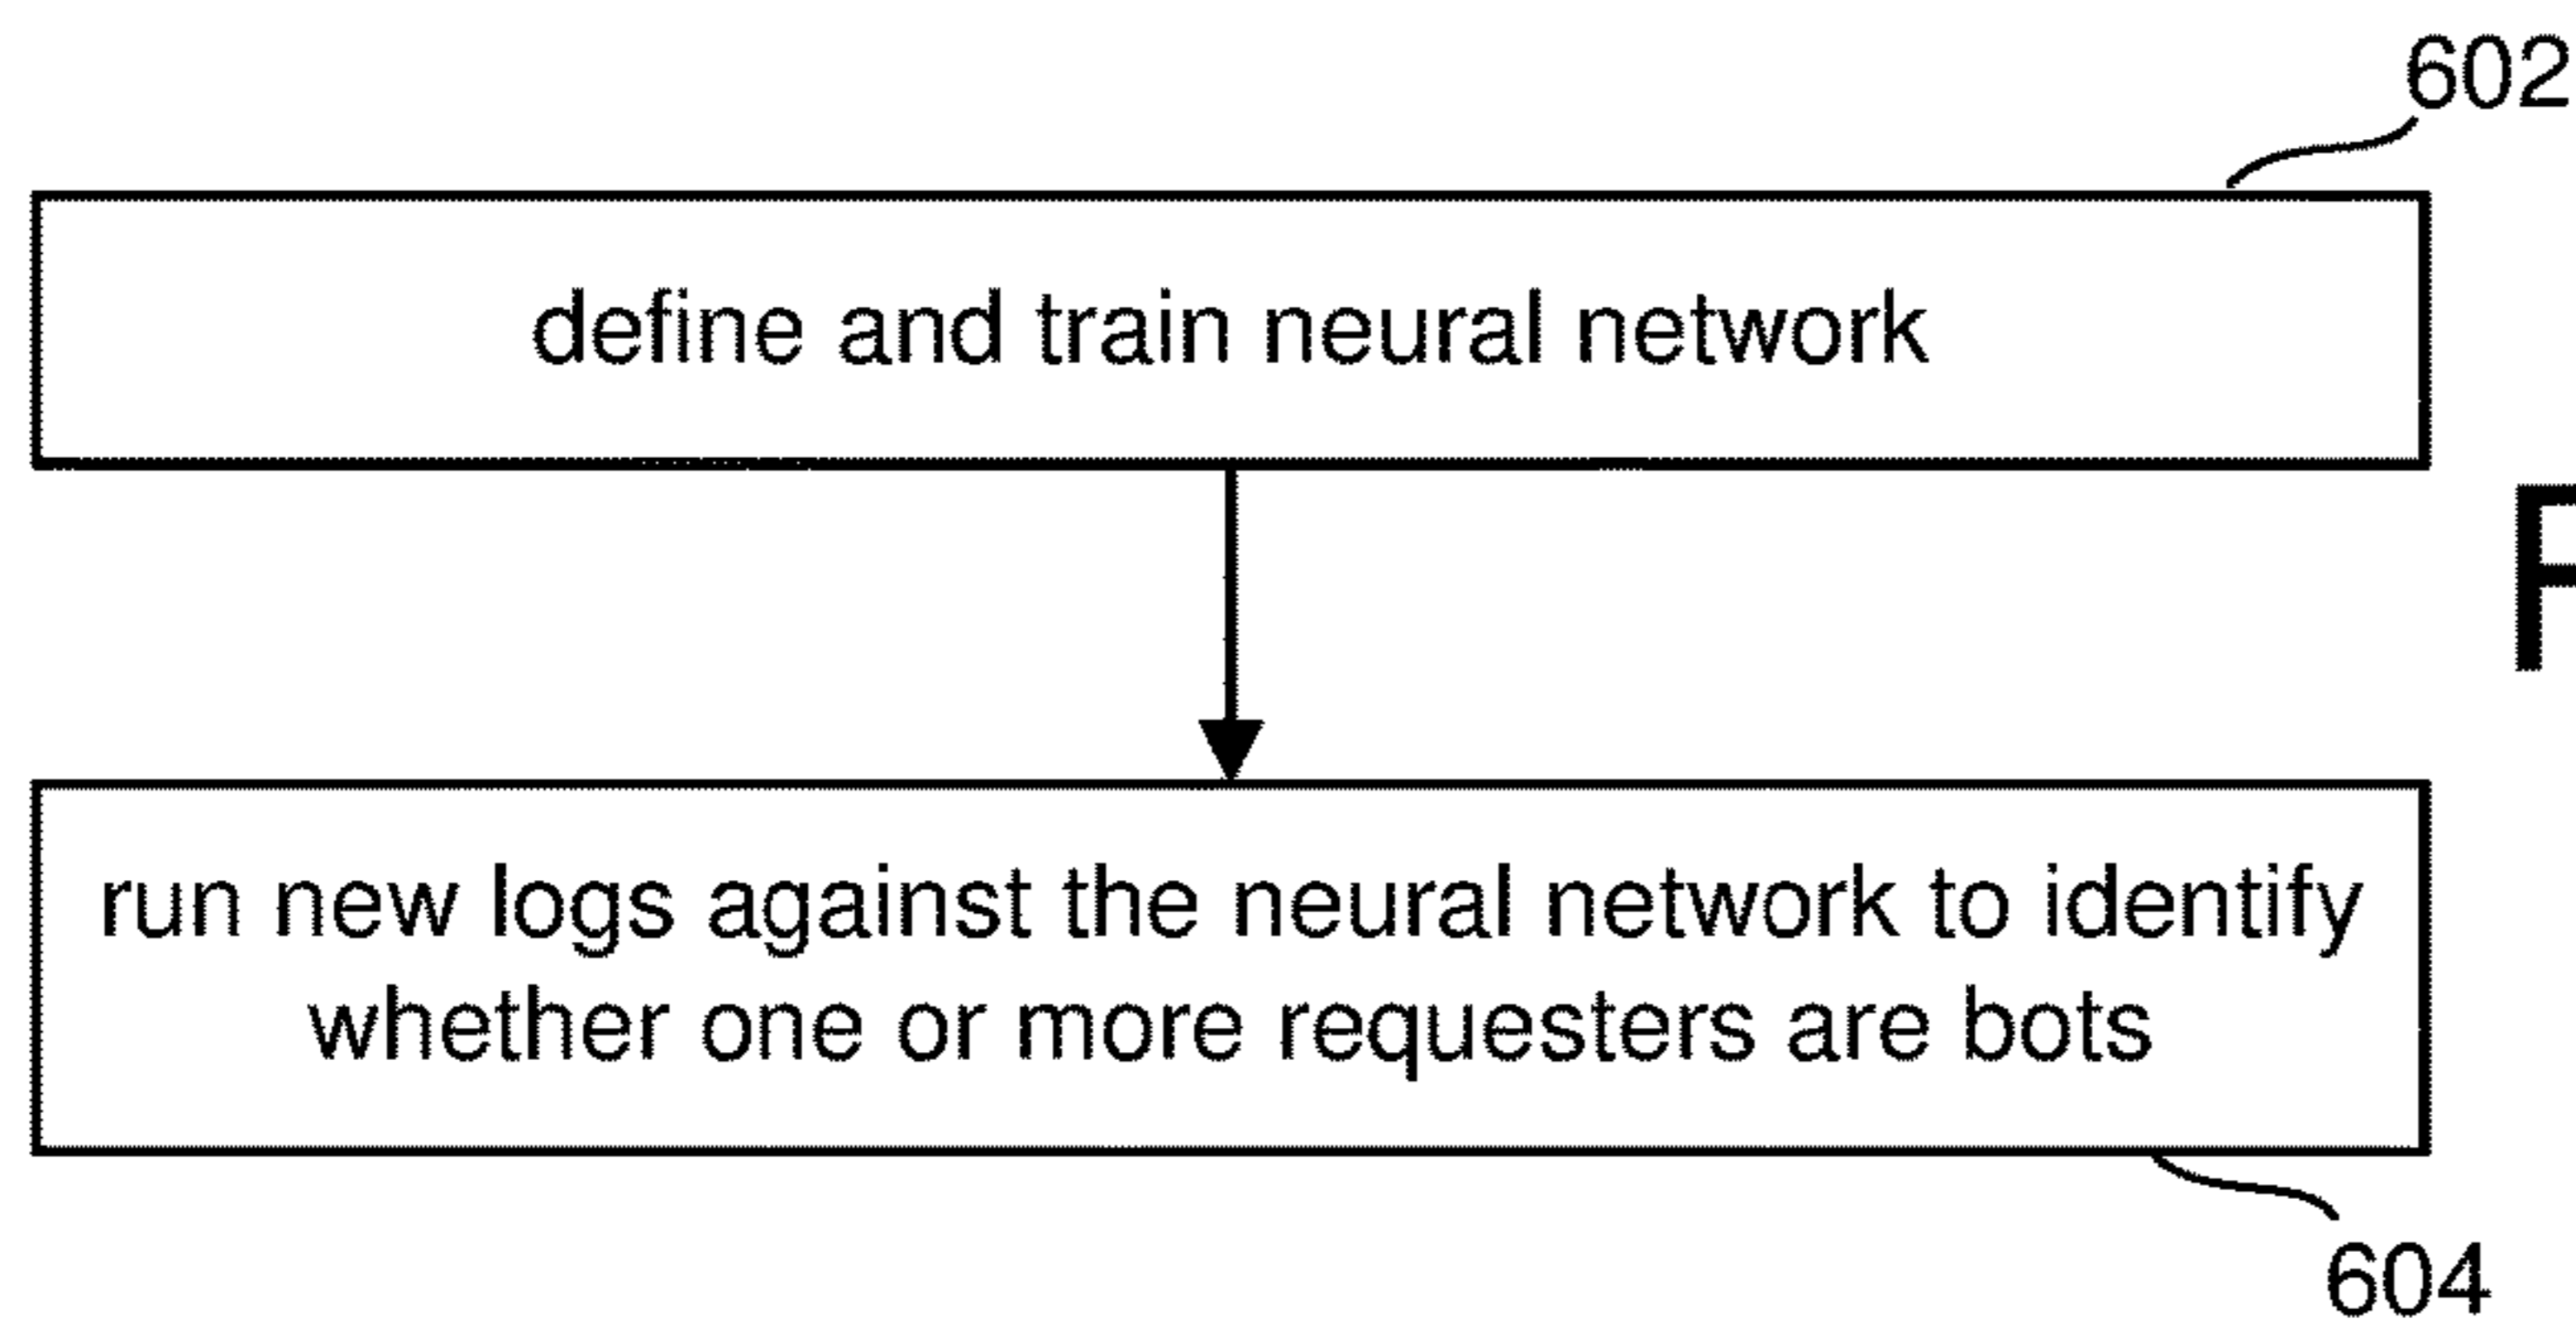 602
define and train neural network
F
run new logs against the neural network to identify
whether one or more requesters are bots
604